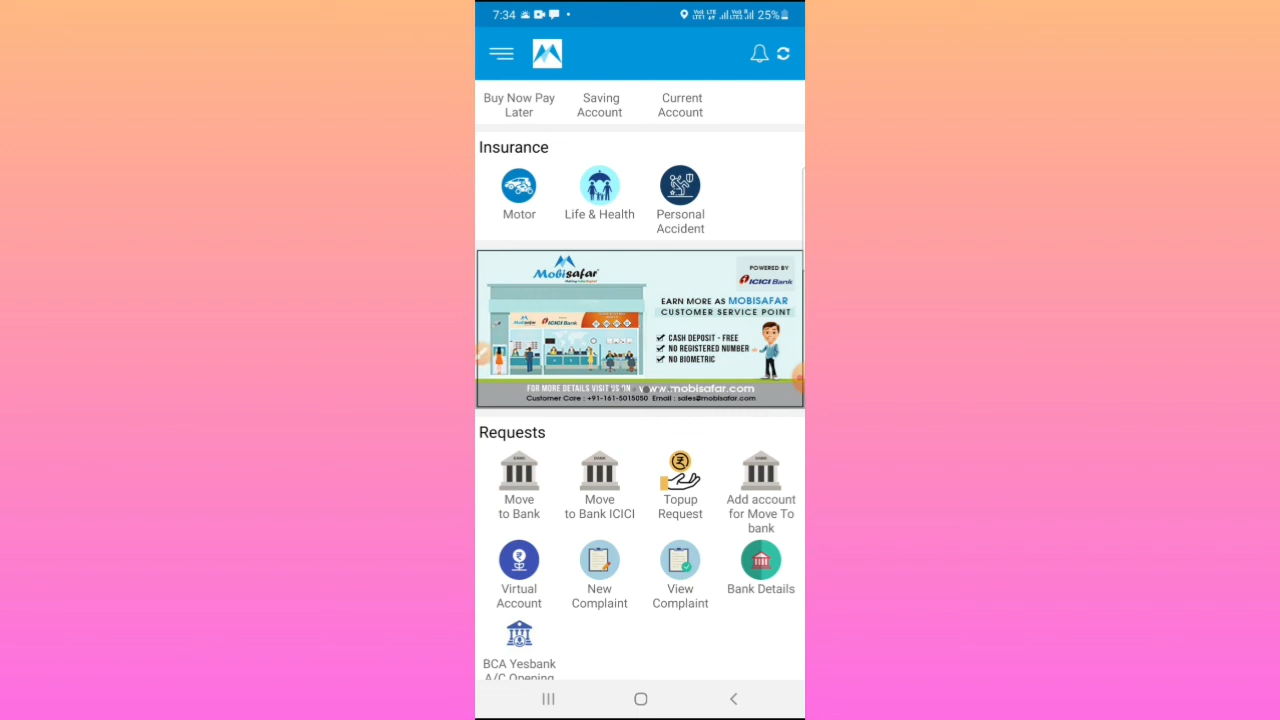 7:34
25%
Buy Now Pay Later
Saving Account
Current Account
Insurance
Motor
Life & Health
Personal Accident
Mobisafar
POWERED BY
ICICI Bank
EARN MORE AS MOBISAFAR
CUSTOMER SERVICE POINT
CASH DEPOSIT - FREE
NO REGISTERED NUMBER
NO BIOMETRIC
Mobisafar
ICICI Bank
FOR MORE DETAILS VISIT US ON : www.mobisafar.com
Customer Care : +91-161-5015050 Email : sales@mobisafar.com
Requests
Move to Bank
Move to Bank ICICI
Topup Request
Add account for Move To bank
Virtual Account
New Complaint
View Complaint
Bank Details
BCA Yesbank A/C Opening